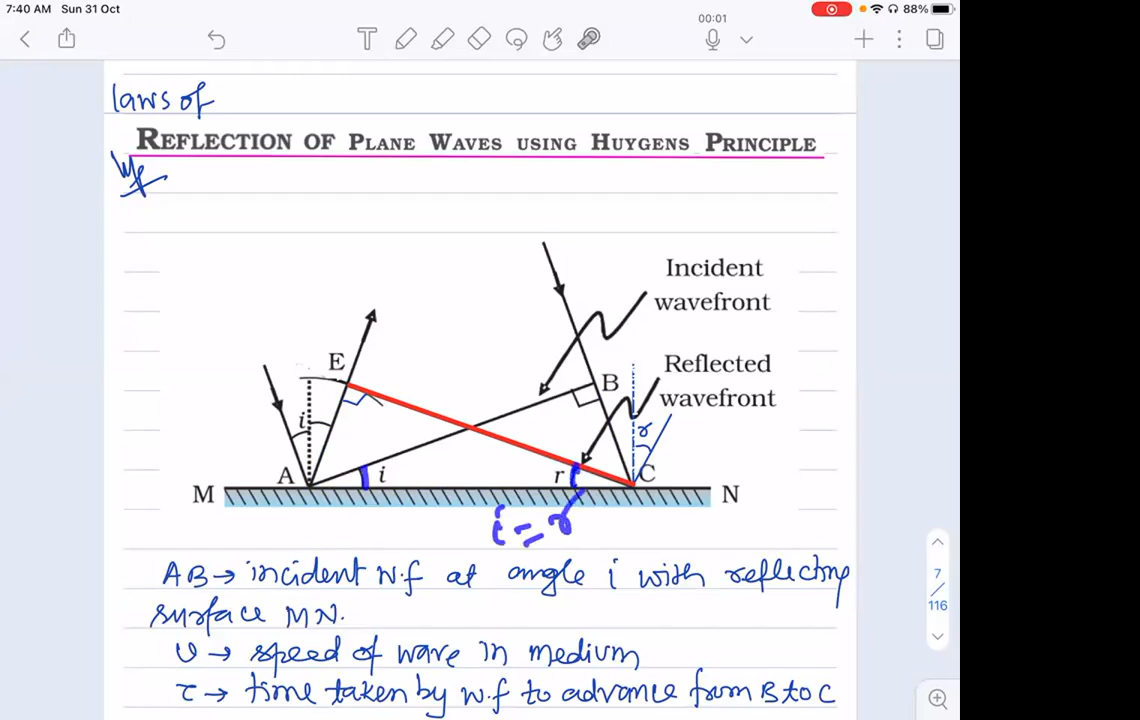 7:40 AM Sun 31 Oct
88%
00:01
laws of
REFLECTION OF PLANE WAVES USING HUYGENS PRINCIPLE
Incident
wavefront
E
Reflected
wavefront
B
i
r
A
i
r
C
M
N
i = r
AB → incident W.f at angle i with reflecting
surface MN.
υ → speed of wave in medium
τ → time taken by w.f to advance from B to C
7
116